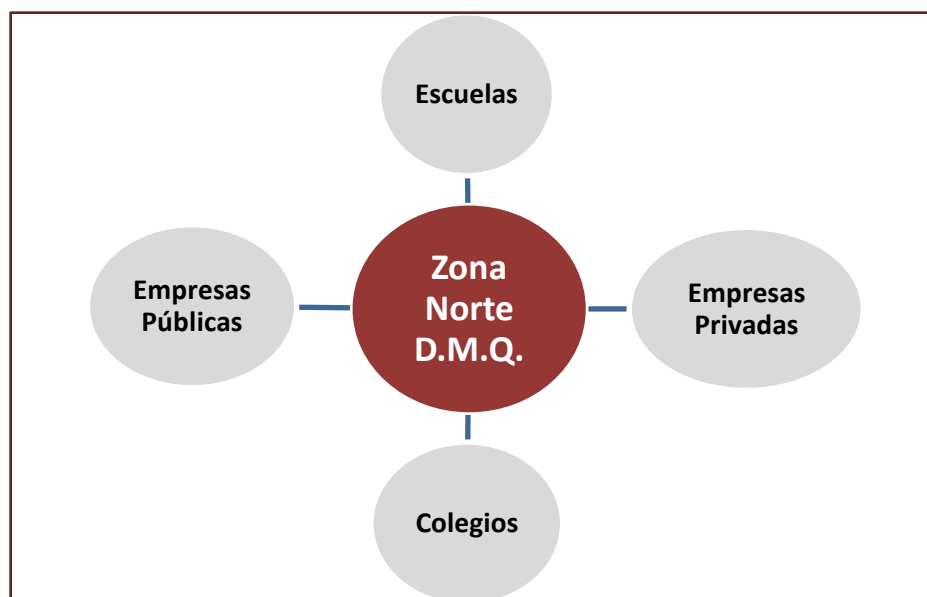 Escuelas
Empresas
Públicas
Zona
Norte
D.M.Q.
Empresas
Privadas
Colegios